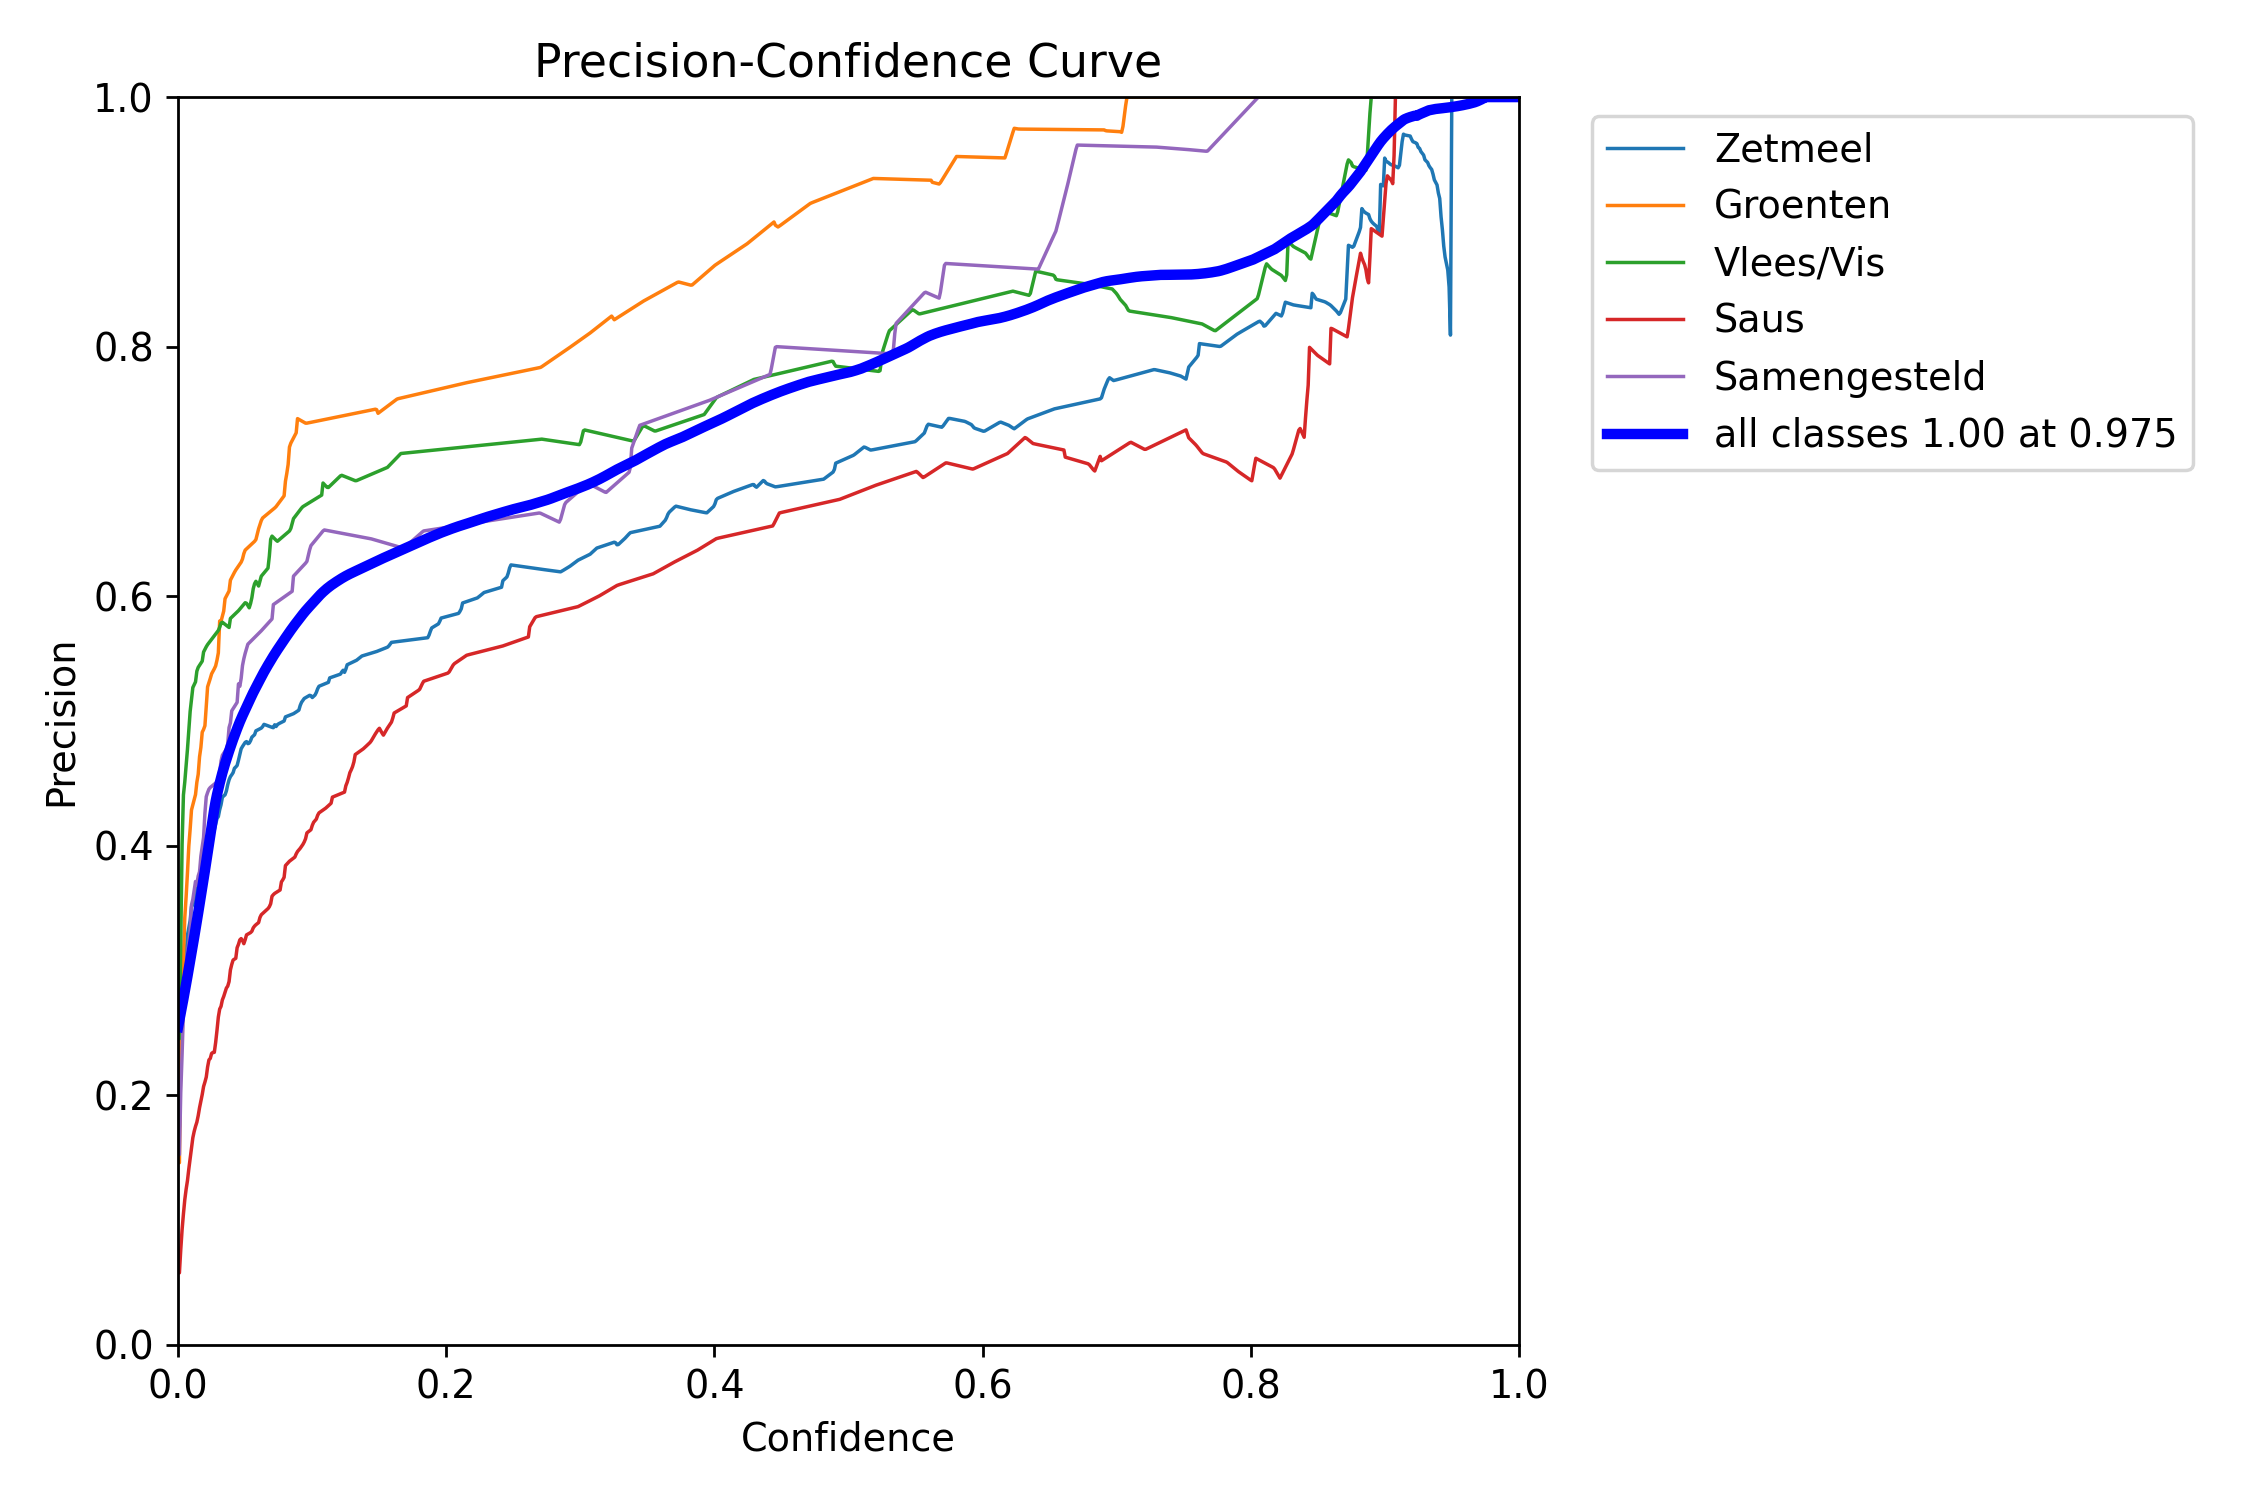 Precision-Confidence Curve
1.0
0.8
0.6
0.4
0.2
0.0
Precision
0.0 0.2 0.4 0.6 0.8 1.0
Confidence
Zetmeel
Groenten
Vlees/Vis
Saus
Samengesteld
all classes 1.00 at 0.975